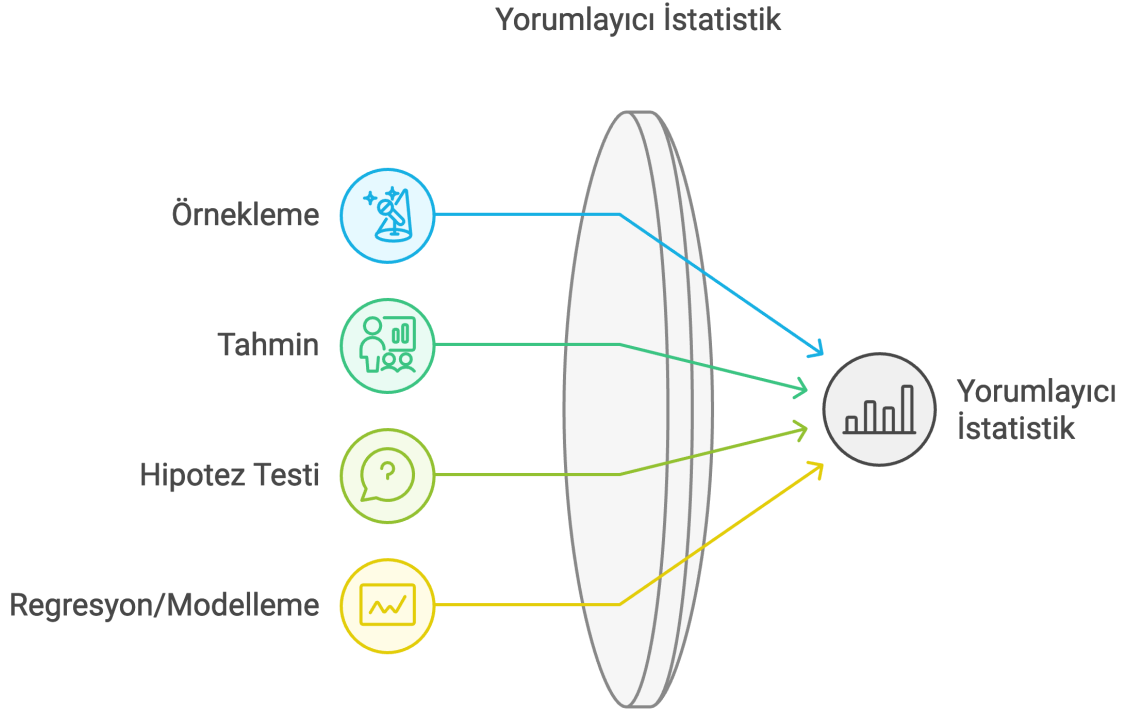 Yorumlayıcı İstatistik
Örnekleme
Tahmin
Hipotez Testi
Regresyon/Modelleme
Yorumlayıcı
İstatistik